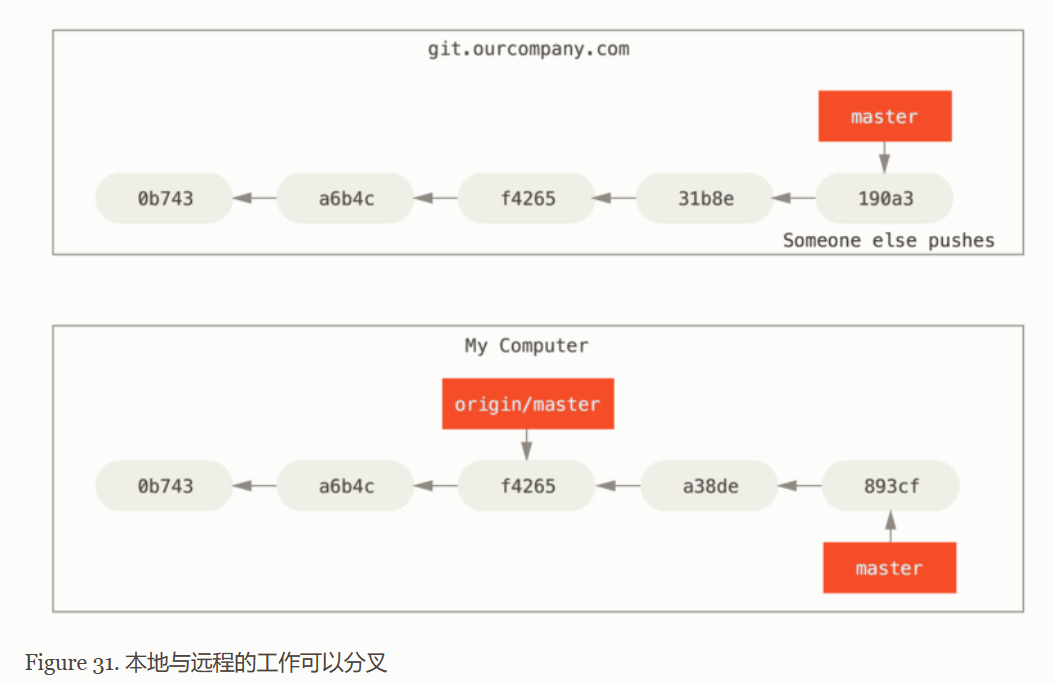 git.ourcompany.com
master
0b743 a6b4c f4265 31b8e 190a3
Someone else pushes
My Computer
origin/master
0b743 a6b4c f4265 a38de 893cf
master
Figure 31. 本地与远程的工作可以分叉